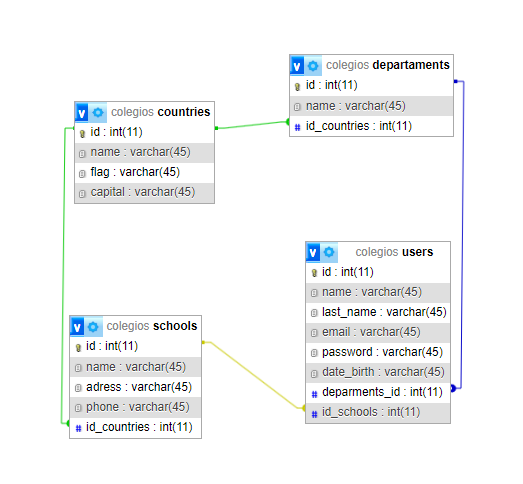 colegios departaments
id : int(11)
name : varchar(45)
id_countries : int(11)
colegios countries
id : int(11)
name : varchar(45)
flag : varchar(45)
capital : varchar(45)
colegios users
id : int(11)
name : varchar(45)
last_name : varchar(45)
email : varchar(45)
password : varchar(45)
date_birth : varchar(45)
deparments_id : int(11)
id_schools : int(11)
colegios schools
id : int(11)
name : varchar(45)
adress : varchar(45)
phone : varchar(45)
id_countries : int(11)